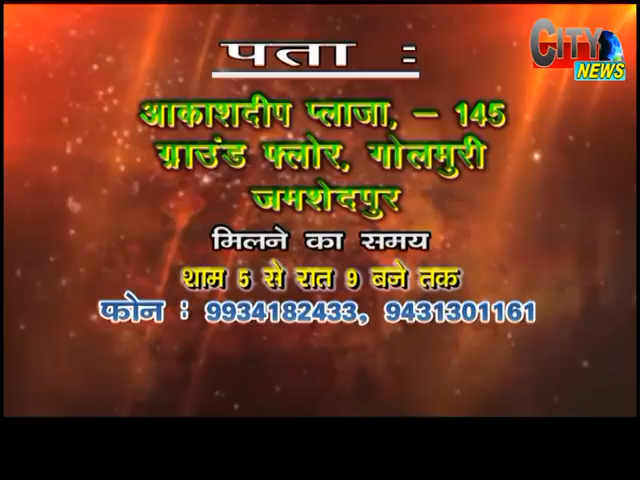 CITY
NEWS
पता :
आकाशदीप प्लाजा, – 145
ग्राउंड फ्लोर, गोलमुरी
जमशेदपुर
मिलने का समय
शाम 5 से रात 9 बजे तक
फोन : 9934182433, 9431301161